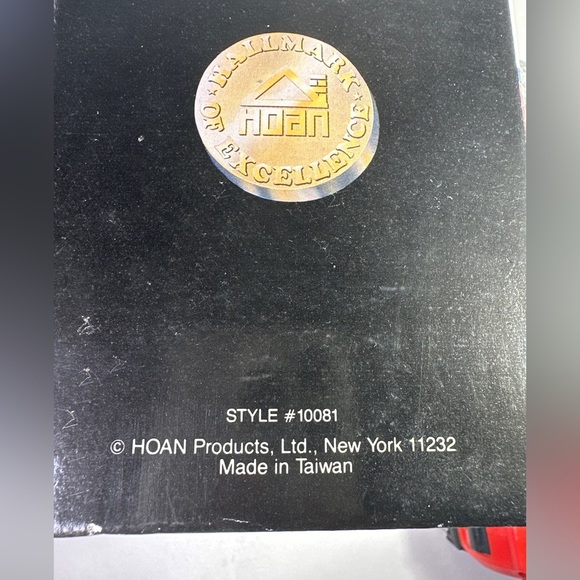 HALLMARK
OF EXCELLENCE
HOAN
STYLE #10081
© HOAN Products, Ltd., New York 11232
Made in Taiwan